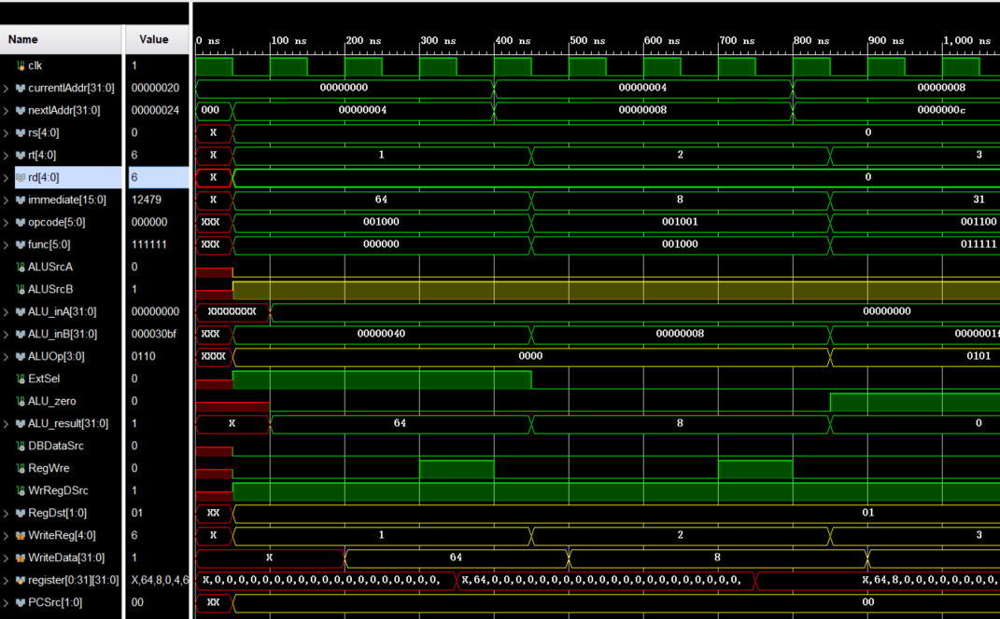 Name Value 0 ns 100 ns 200 ns 300 ns 400 ns 500 ns 600 ns 700 ns 800 ns 900 ns 1,000 ns
clk 1
currentIAddr[31:0] 00000020 00000000 00000004 00000008
nextIAddr[31:0] 00000024 000 00000004 00000008 0000000c
rs[4:0] 0 X 0
rt[4:0] 6 X 1 2 3
rd[4:0] 6 X 0
immediate[15:0] 12479 X 64 8 31
opcode[5:0] 000000 XXX 001000 001001 001100
func[5:0] 111111 XXX 000000 001000 011111
ALUSrcA 0
ALUSrcB 1
ALU_inA[31:0] 00000000 XXXXXXXX 00000000
ALU_inB[31:0] 000030bf XXX 00000040 00000008 0000001f
ALUOp[3:0] 0110 XXXX 0000 0101
ExtSel 0
ALU_zero 0
ALU_result[31:0] 1 X 64 8 0
DBDataSrc 0
RegWre 0
WrRegDSrc 1
RegDst[1:0] 01 XX 01
WriteReg[4:0] 6 X 1 2 3
WriteData[31:0] 1 X 64 8
register[0:31][31:0] X,64,8,0,4,6 X,0,0,0,0,0,0,0,0,0,0,0,0,0,0,0,0,0,0,0, X,64,0,0,0,0,0,0,0,0,0,0,0,0,0,0,0,0,0,0,0,0,0, X,64,8,0,0,0,0,0,0,0,
PCSrc[1:0] 00 XX 00